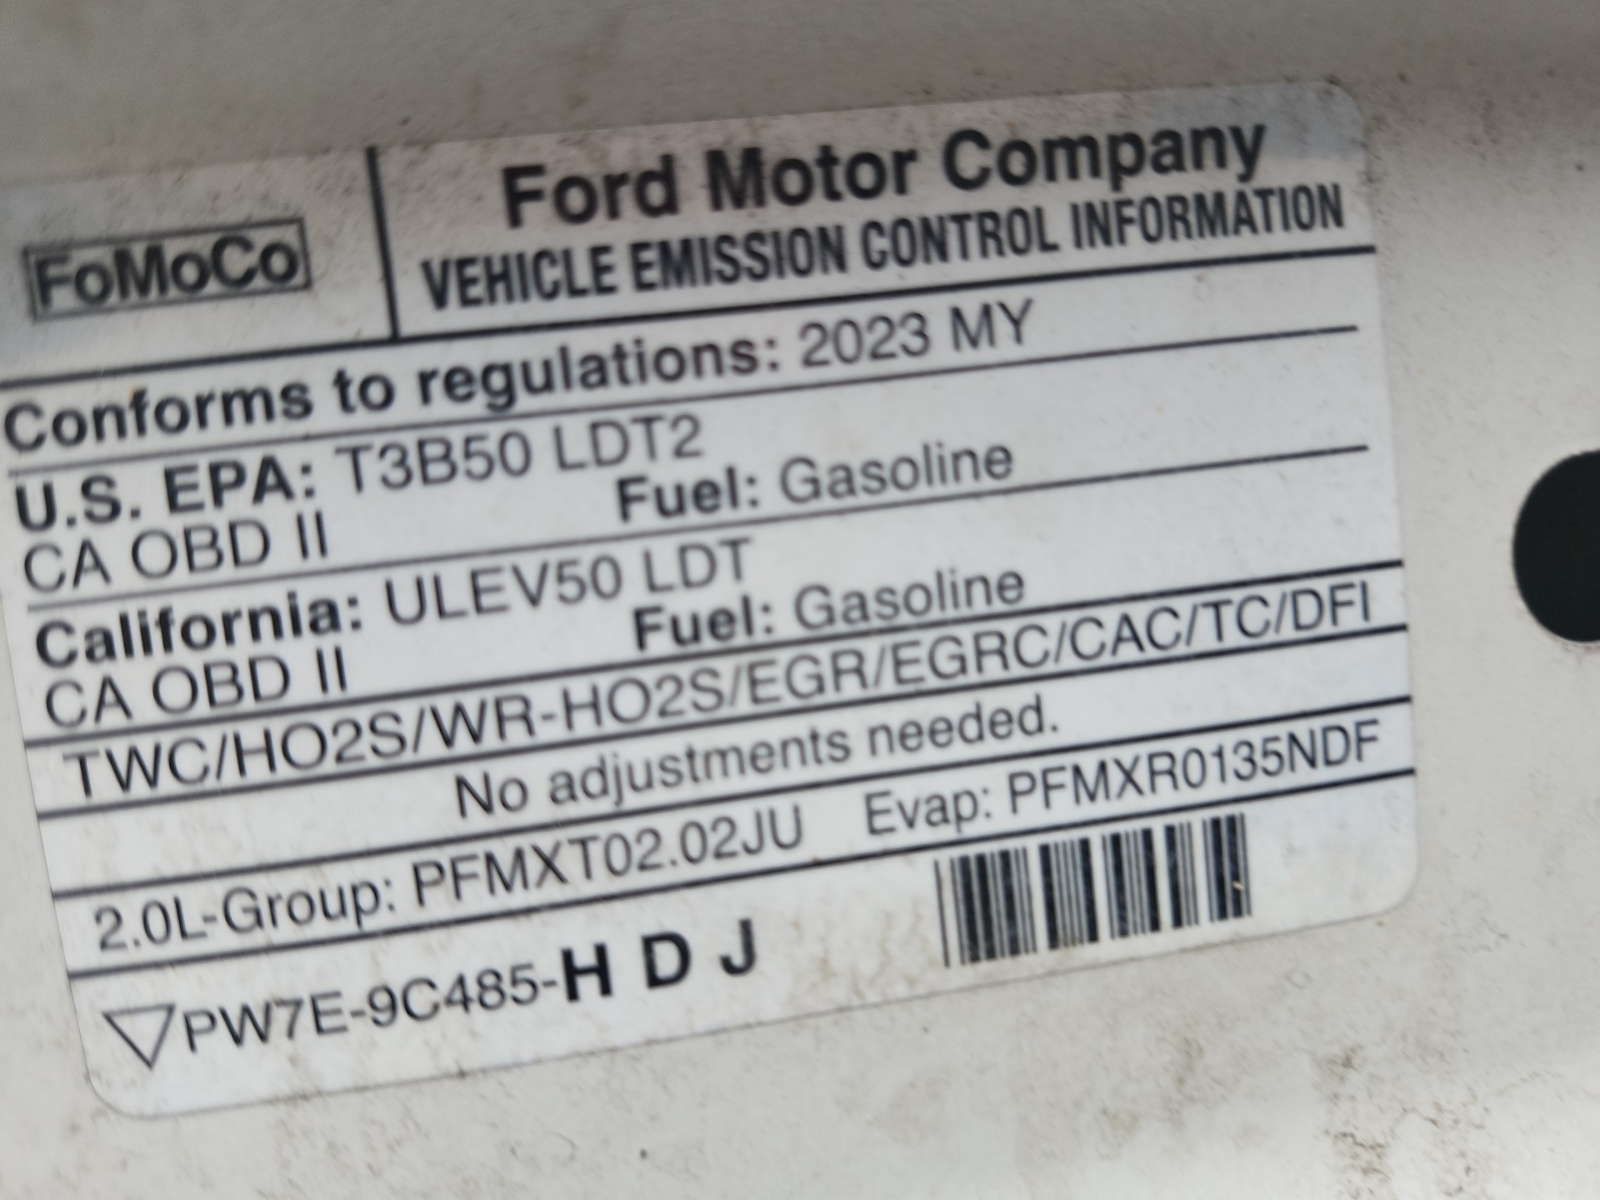 FoMoCo
Ford Motor Company
VEHICLE EMISSION CONTROL INFORMATION
Conforms to regulations: 2023 MY
U.S. EPA: T3B50 LDT2
CA OBD II Fuel: Gasoline
California: ULEV50 LDT
CA OBD II Fuel: Gasoline
TWC/HO2S/WR-HO2S/EGR/EGRC/CAC/TC/DFI
No adjustments needed.
2.0L-Group: PFMXT02.02JU Evap: PFMXR0135NDF
PW7E-9C485-H D J